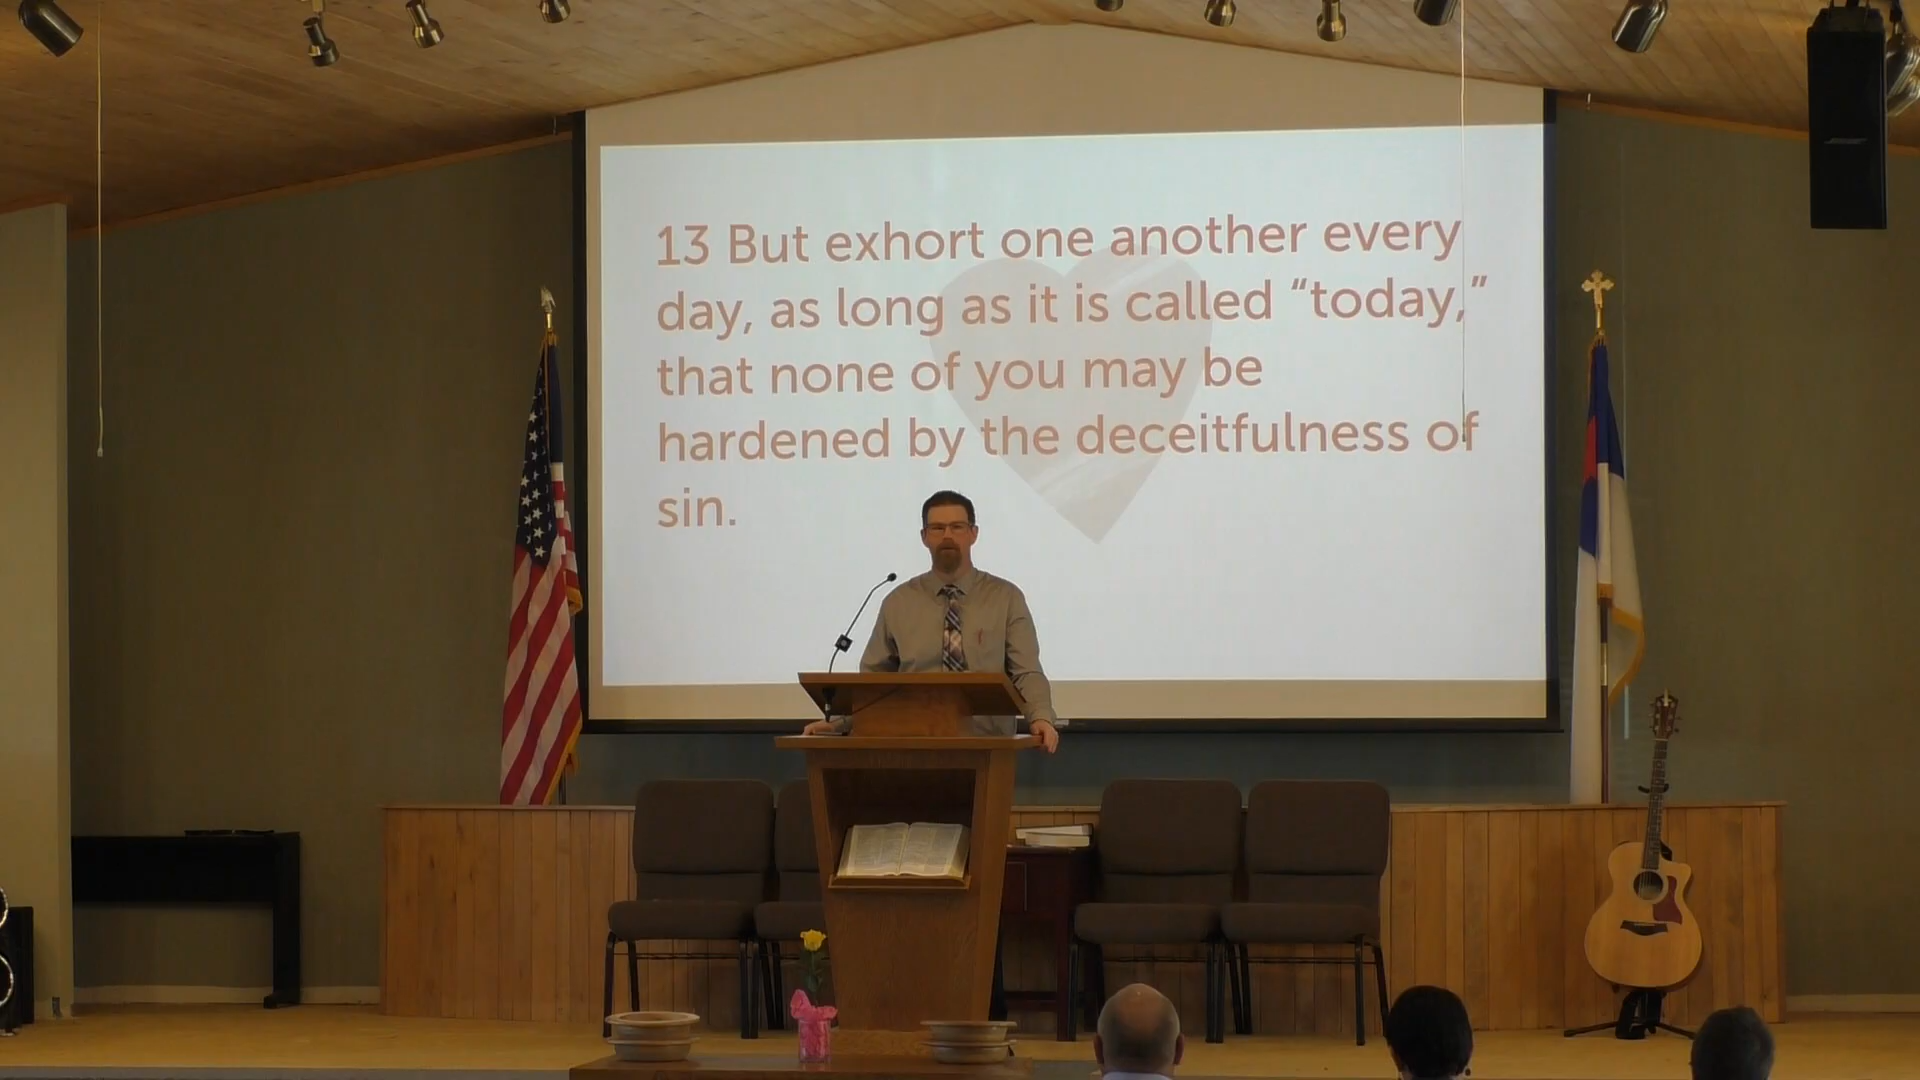 13 But exhort one another every
day, as long as it is called “today,”
that none of you may be
hardened by the deceitfulness of
sin.